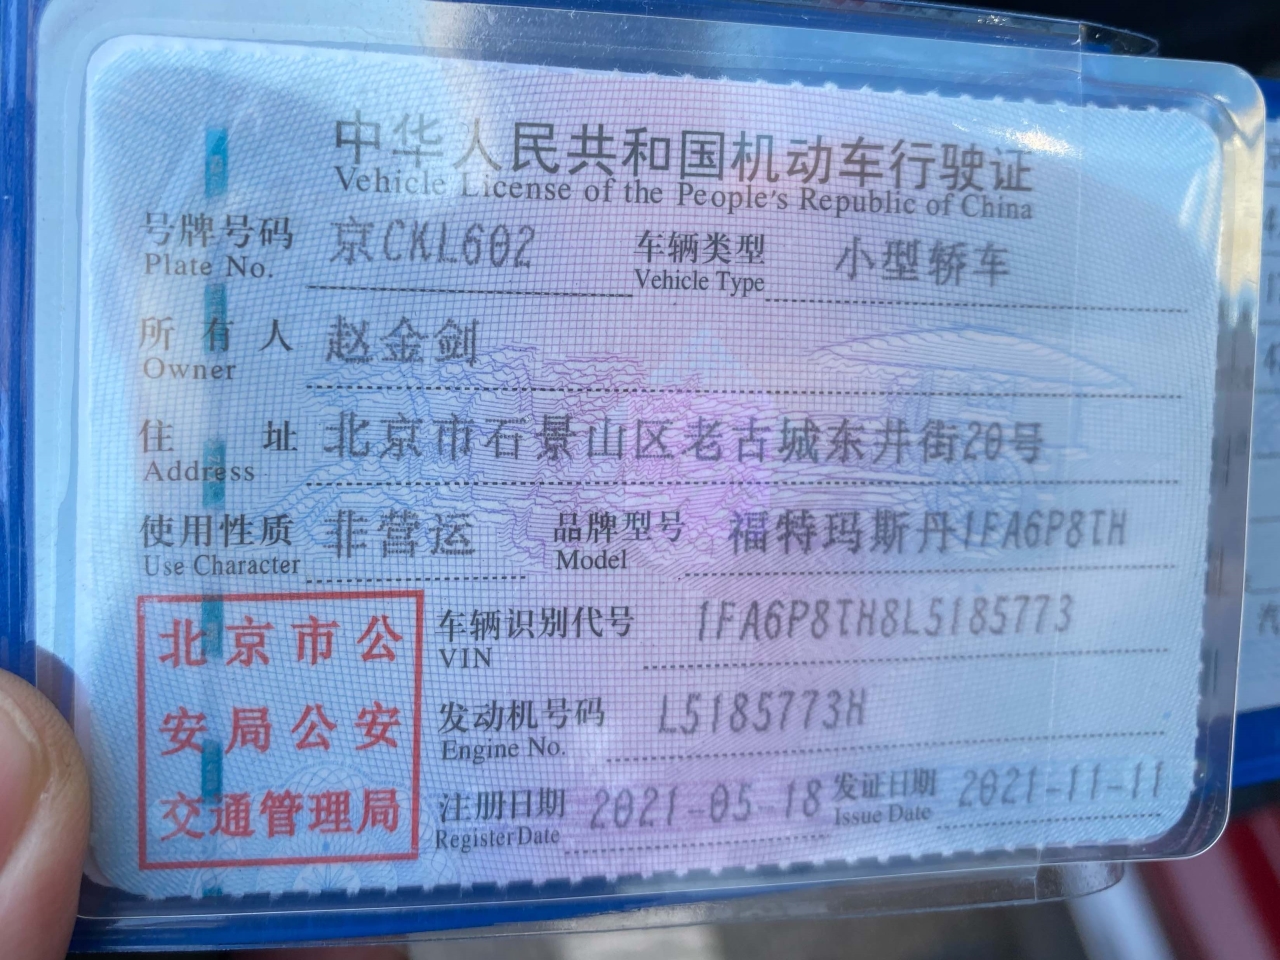 中华人民共和国机动车行驶证
Vehicle License of the People's Republic of China
号牌号码 京CKL602 车辆类型 小型轿车
Plate No. Vehicle Type
所有人 赵金剑
Owner
住址 北京市石景山区老古城东井街20号
Address
使用性质 非营运 品牌型号 福特玛斯丹1FA6P8TH
Use Character Model
车辆识别代号 1FA6P8TH8L5185773
VIN
发动机号码 L5185773H
Engine No.
注册日期 2021-05-18 发证日期 2021-11-11
Register Date Issue Date
北京市公
安局公安
交通管理局